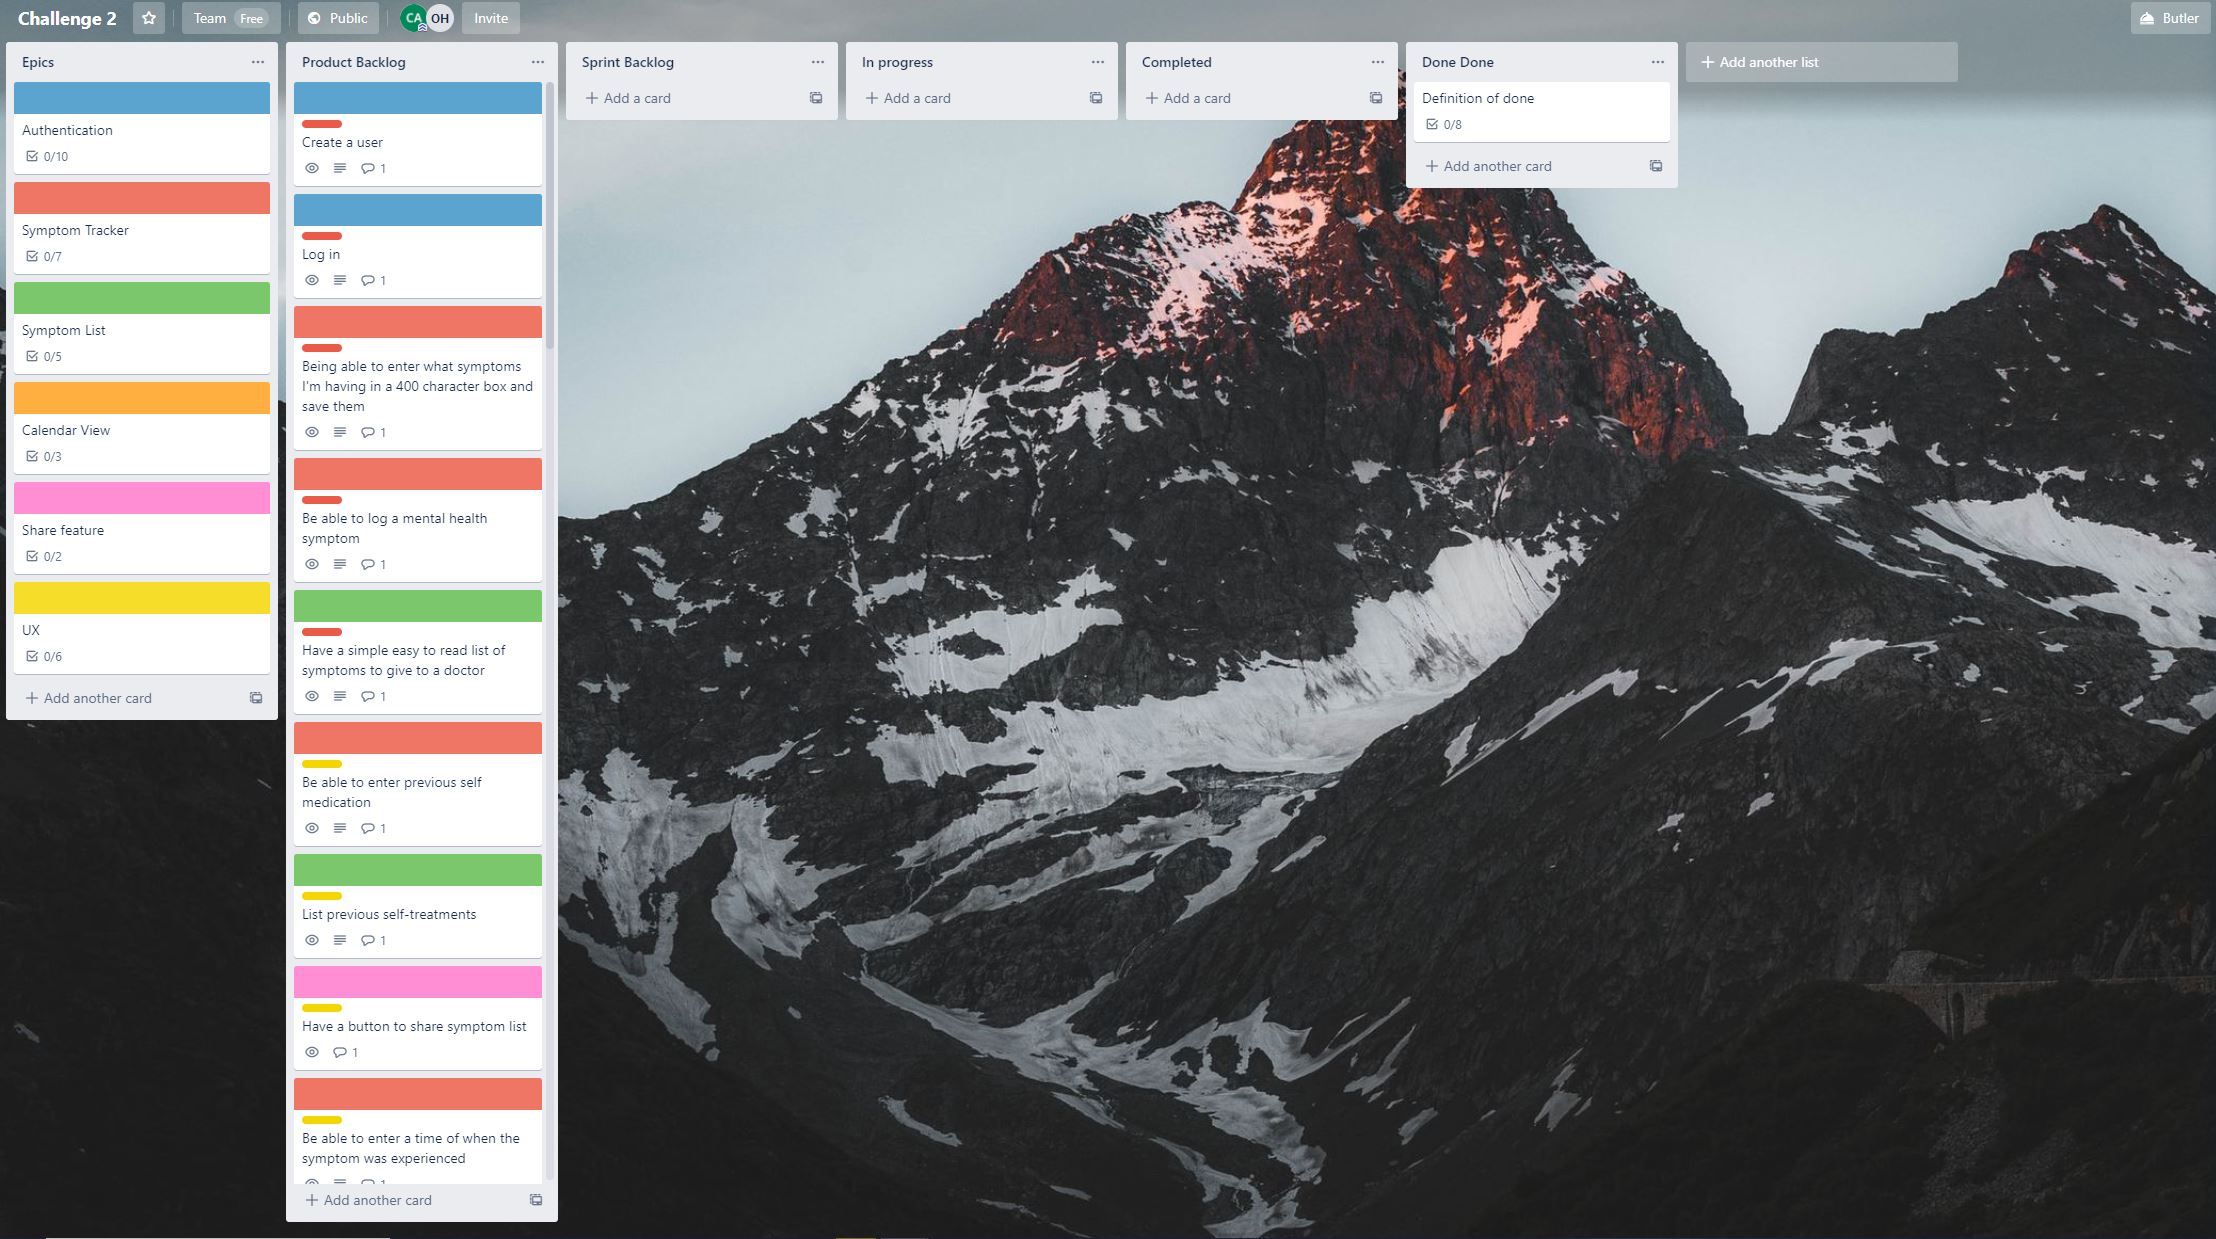 Challenge 2
Team Free
Public
CA
OH
Invite
Butler
Epics
Authentication
0/10
Symptom Tracker
0/7
Symptom List
0/5
Calendar View
0/3
Share feature
0/2
UX
0/6
+ Add another card
Product Backlog
Create a user
1
Log in
1
Being able to enter what symptoms
I'm having in a 400 character box and
save them
1
Be able to log a mental health
symptom
1
Have a simple easy to read list of
symptoms to give to a doctor
1
Be able to enter previous self
medication
1
List previous self-treatments
1
Have a button to share symptom list
1
Be able to enter a time of when the
symptom was experienced
1
+ Add another card
Sprint Backlog
+ Add a card
In progress
+ Add a card
Completed
+ Add a card
Done Done
Definition of done
0/8
+ Add another card
+ Add another list